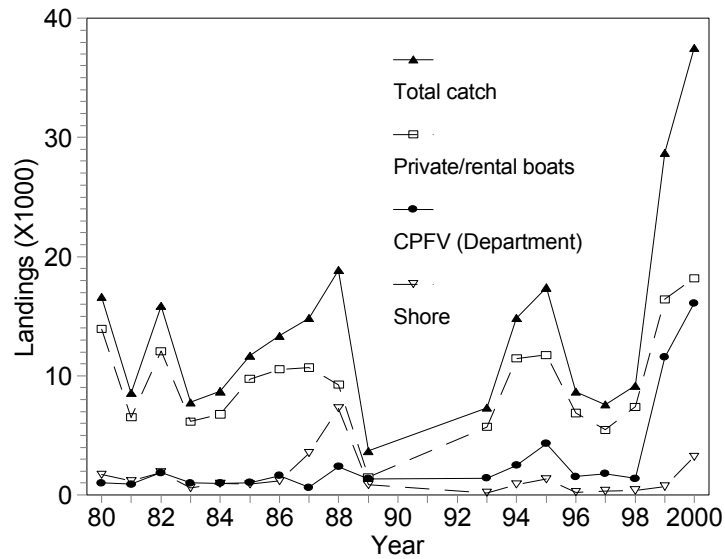 40
30
20
10
0
Landings (X1000)
Total catch
Private/rental boats
CPFV (Department)
Shore
80 82 84 86 88 90 92 94 96 98 2000
Year